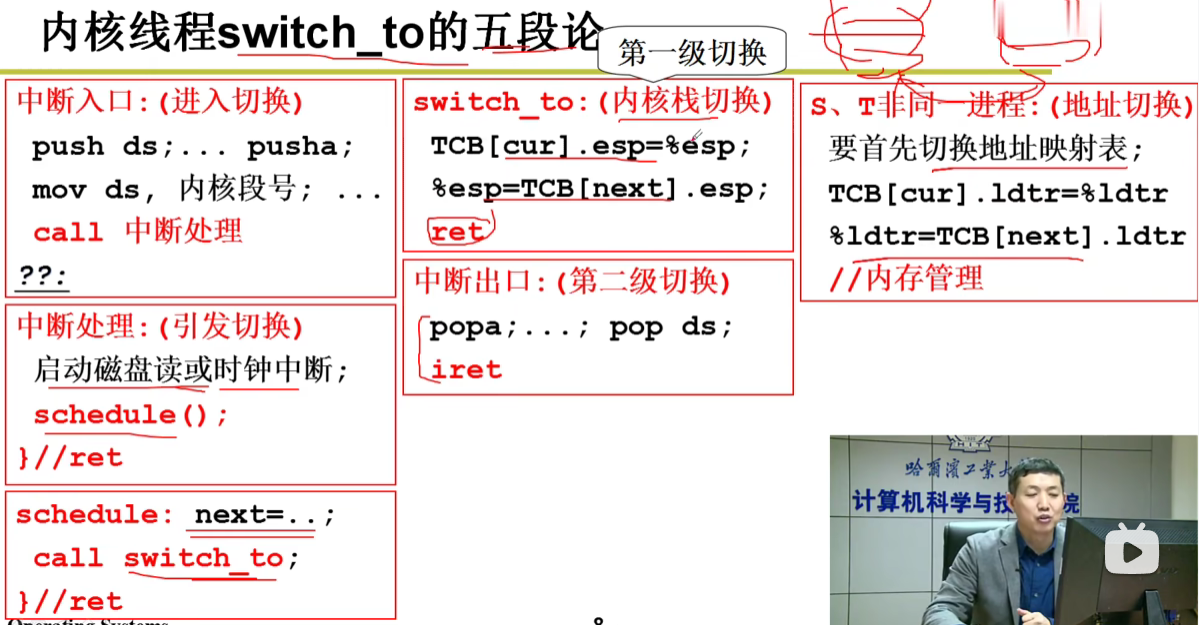 内核线程switch_to的五段论
第一级切换
中断入口:(进入切换)
push ds;... pusha;
mov ds, 内核段号; ...
call 中断处理
??:
中断处理:(引发切换)
启动磁盘读或时钟中断;
schedule();
}//ret
schedule: next=..;
call switch_to;
}//ret
switch_to:(内核栈切换)
TCB[cur].esp=%esp;
%esp=TCB[next].esp;
ret
中断出口:(第二级切换)
popa;...; pop ds;
iret
S、T非同一进程:(地址切换)
要首先切换地址映射表;
TCB[cur].ldtr=%ldtr
%ldtr=TCB[next].ldtr
//内存管理
哈尔滨工业大
计算机科学与技 院
Operating Systems
8